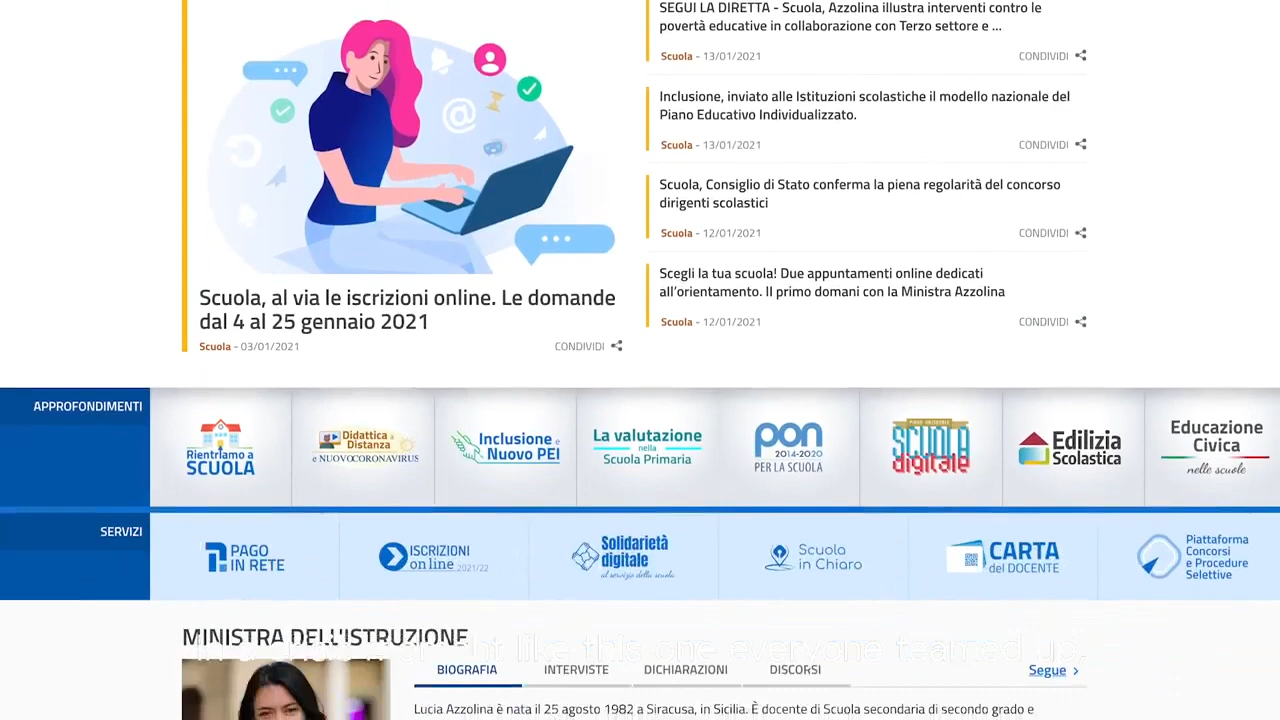 SEGUI LA DIRETTA - Scuola, Azzolina illustra interventi contro le
povertà educative in collaborazione con Terzo settore e ...
Scuola - 13/01/2021
CONDIVIDI
Inclusione, inviato alle Istituzioni scolastiche il modello nazionale del
Piano Educativo Individualizzato.
Scuola - 13/01/2021
CONDIVIDI
Scuola, Consiglio di Stato conferma la piena regolarità del concorso
dirigenti scolastici
Scuola - 12/01/2021
CONDIVIDI
Scegli la tua scuola! Due appuntamenti online dedicati
all'orientamento. Il primo domani con la Ministra Azzolina
Scuola - 12/01/2021
CONDIVIDI
@
Scuola, al via le iscrizioni online. Le domande
dal 4 al 25 gennaio 2021
Scuola - 03/01/2021
CONDIVIDI
APPROFONDIMENTI
Rientriamo a
SCUOLA
Didattica a
Distanza
e NUOVOCORONAVIRUS
Inclusione e
Nuovo PEI
La valutazione
nella
Scuola Primaria
pon
2014-2020
PER LA SCUOLA
PIANO NAZIONALE
SCUOLA
digitale
Edilizia
Scolastica
Educazione
Civica
nelle scuole
SERVIZI
PAGO
IN RETE
ISCRIZIONI
on line 2021/22
Solidarietà
digitale
al servizio della scuola
Scuola
in Chiaro
CARTA
del DOCENTE
Piattaforma
Concorsi
e Procedure
Selettive
MINISTRA DELL'ISTRUZIONE
like this one everyone teamed up.
BIOGRAFIA
INTERVISTE
DICHIARAZIONI
DISCORSI
Segue >
Lucia Azzolina è nata il 25 agosto 1982 a Siracusa, in Sicilia. È docente di Scuola secondaria di secondo grado e